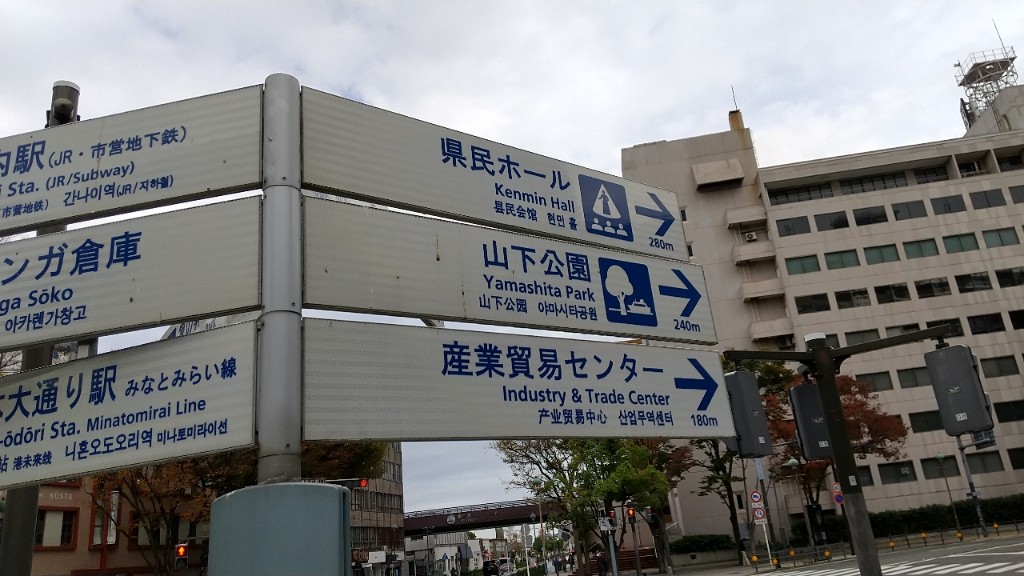 内駅(JR・市営地下鉄)
i Sta. (JR/Subway)
市営地下鉄) 간나이역(JR/지하철)
ンガ倉庫
ga Sōko
아카렌가창고
大通り駅 みなとみらい線
-ōdōri Sta. Minatomirai Line
站 港未来线 니혼오도오리역 미나토미라이선
県民ホール
Kenmin Hall
县民会馆 현민 홀
280m
山下公園
Yamashita Park
山下公园 야마시타공원
240m
産業貿易センター
Industry & Trade Center
产业贸易中心 산업무역센터
180m